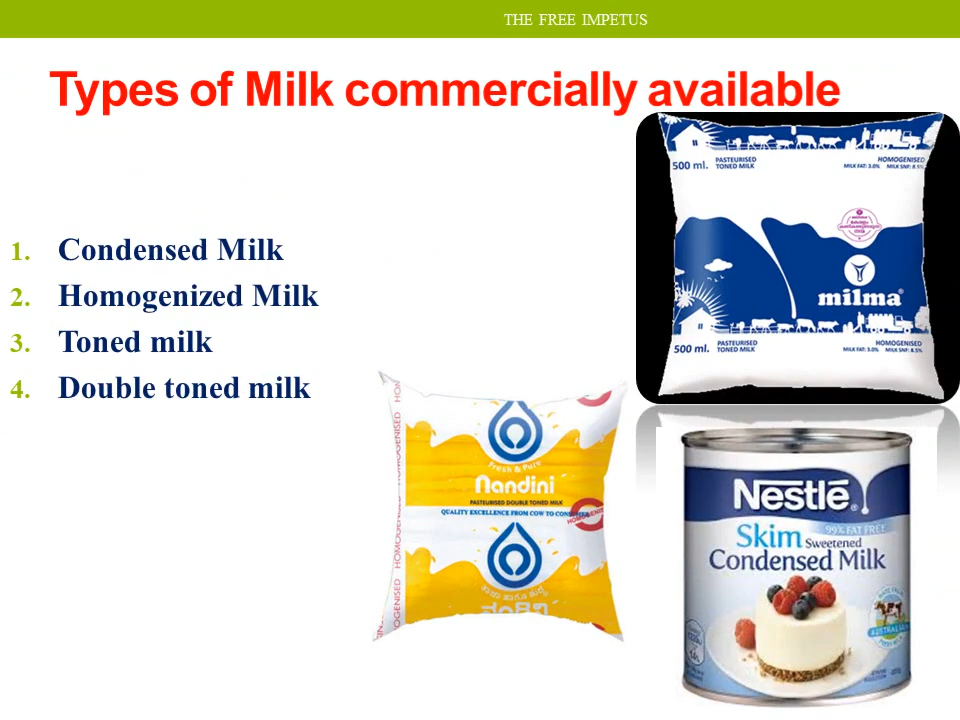 THE FREE IMPETUS
Types of Milk commercially available
1. Condensed Milk
2. Homogenized Milk
3. Toned milk
4. Double toned milk
500 ml.
PASTEURISED
TONED MILK
HOMOGENISED
MILK FAT: 3.0% MILK SNF: 8.5%
milma
500 ml.
PASTEURISED
TONED MILK
HOMOGENISED
MILK FAT: 3.0% MILK SNF: 8.5%
HOMOGENISED
Fresh & Pure
Nandini
PASTEURISED DOUBLE TONED MILK
QUALITY EXCELLENCE FROM COW TO
ನಂದಿನಿ
Nestlé®
99% FAT FREE
Skim Sweetened
Condensed Milk